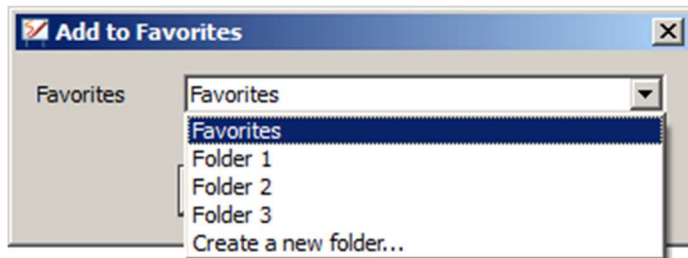 Add to Favorites
Favorites Favorites
Favorites
Folder 1
Folder 2
Folder 3
Create a new folder...